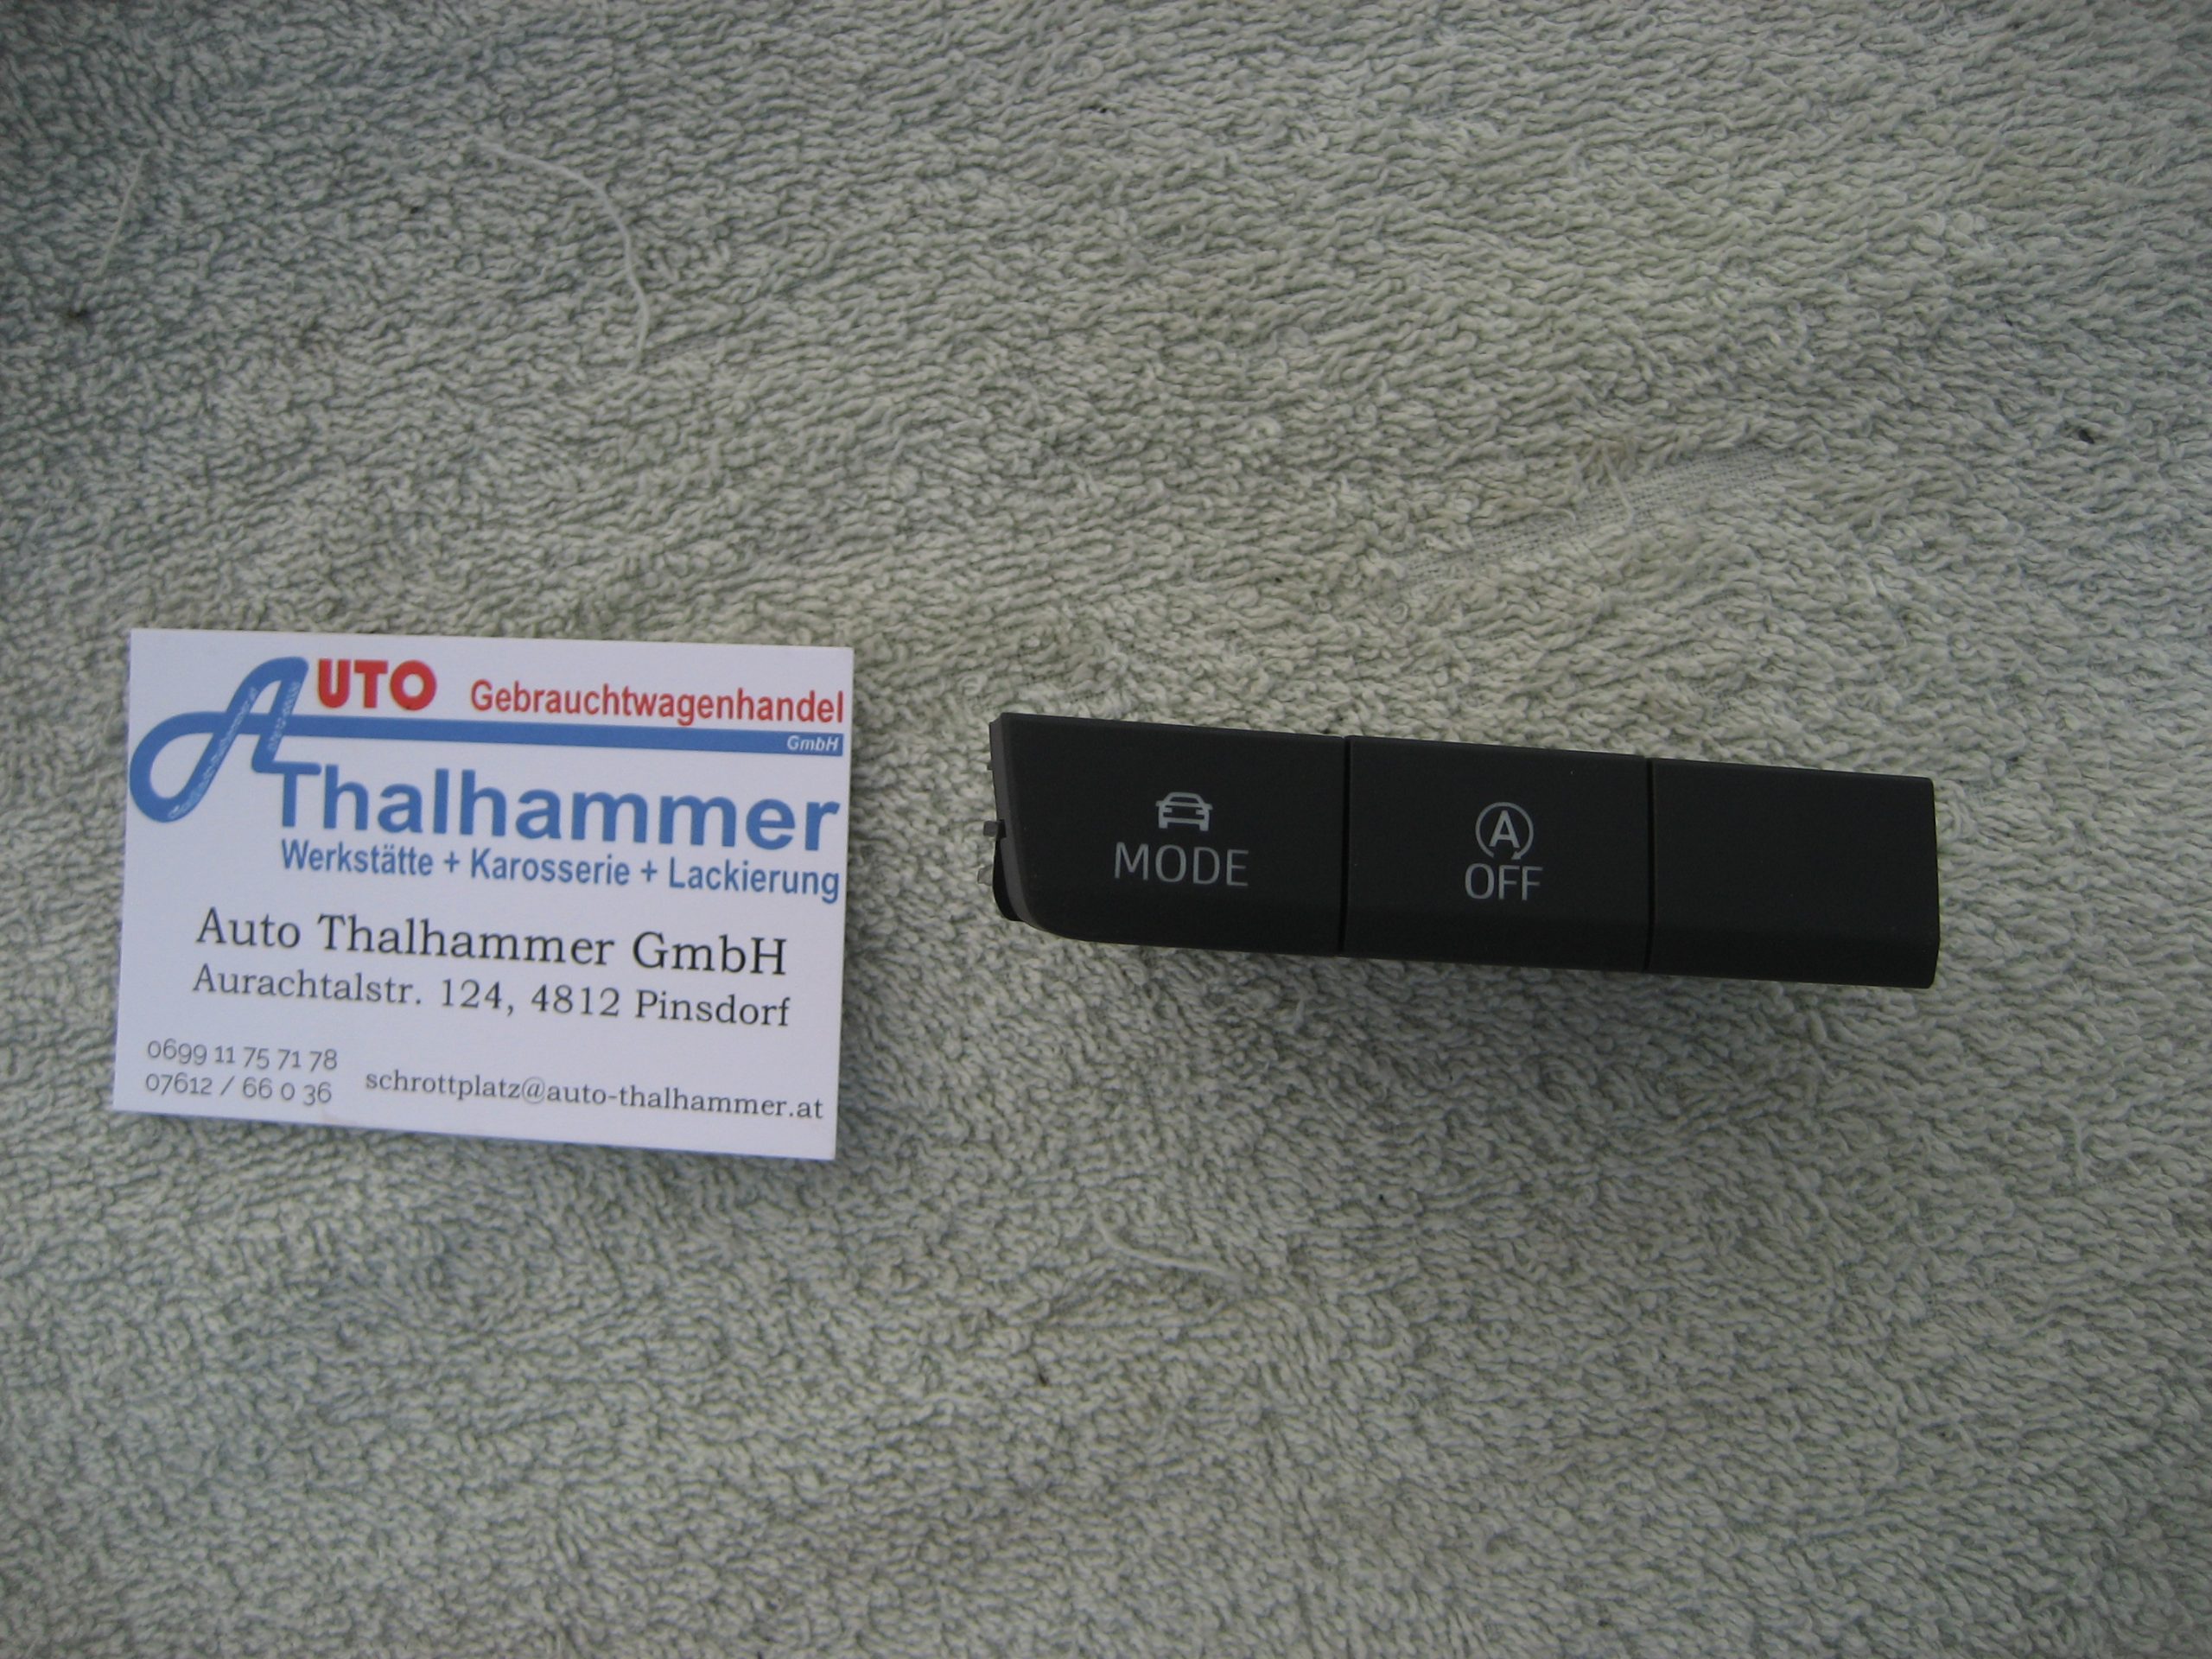 AUTO Gebrauchtwagenhandel
GmbH
Thalhammer
Werkstätte + Karosserie + Lackierung
Auto Thalhammer GmbH
Aurachtalstr. 124, 4812 Pinsdorf
0699 11 75 71 78
07612 / 66 0 36
schrottplatz@auto-thalhammer.at
MODE
A
OFF